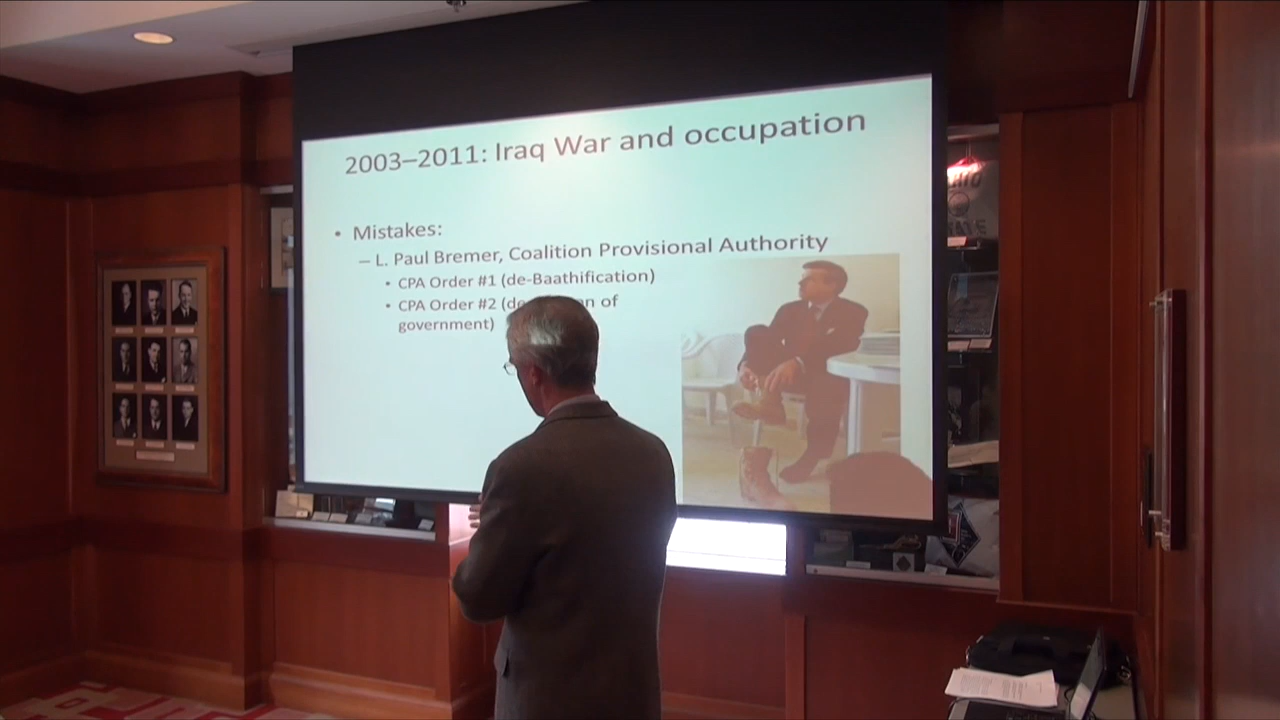 2003–2011: Iraq War and occupation
• Mistakes:
– L. Paul Bremer, Coalition Provisional Authority
• CPA Order #1 (de-Baathification)
• CPA Order #2 of
government)